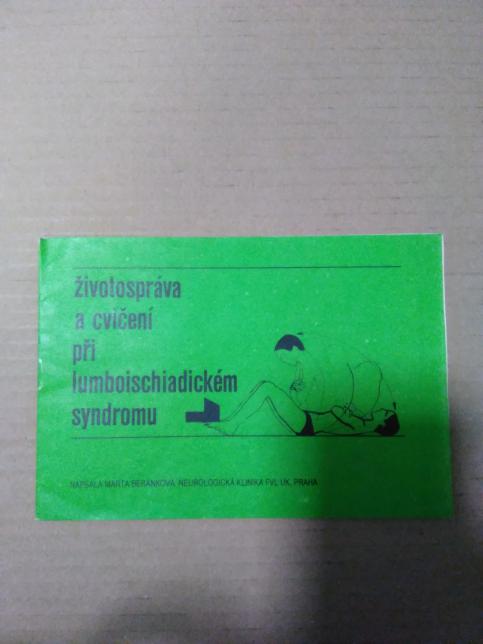 životospráva
a cvičení
při
lumboischiadickém
syndromu
NAPSALA MARTA BERÁNKOVÁ, NEUROLOGICKÁ KLINIKA FVL UK, PRAHA